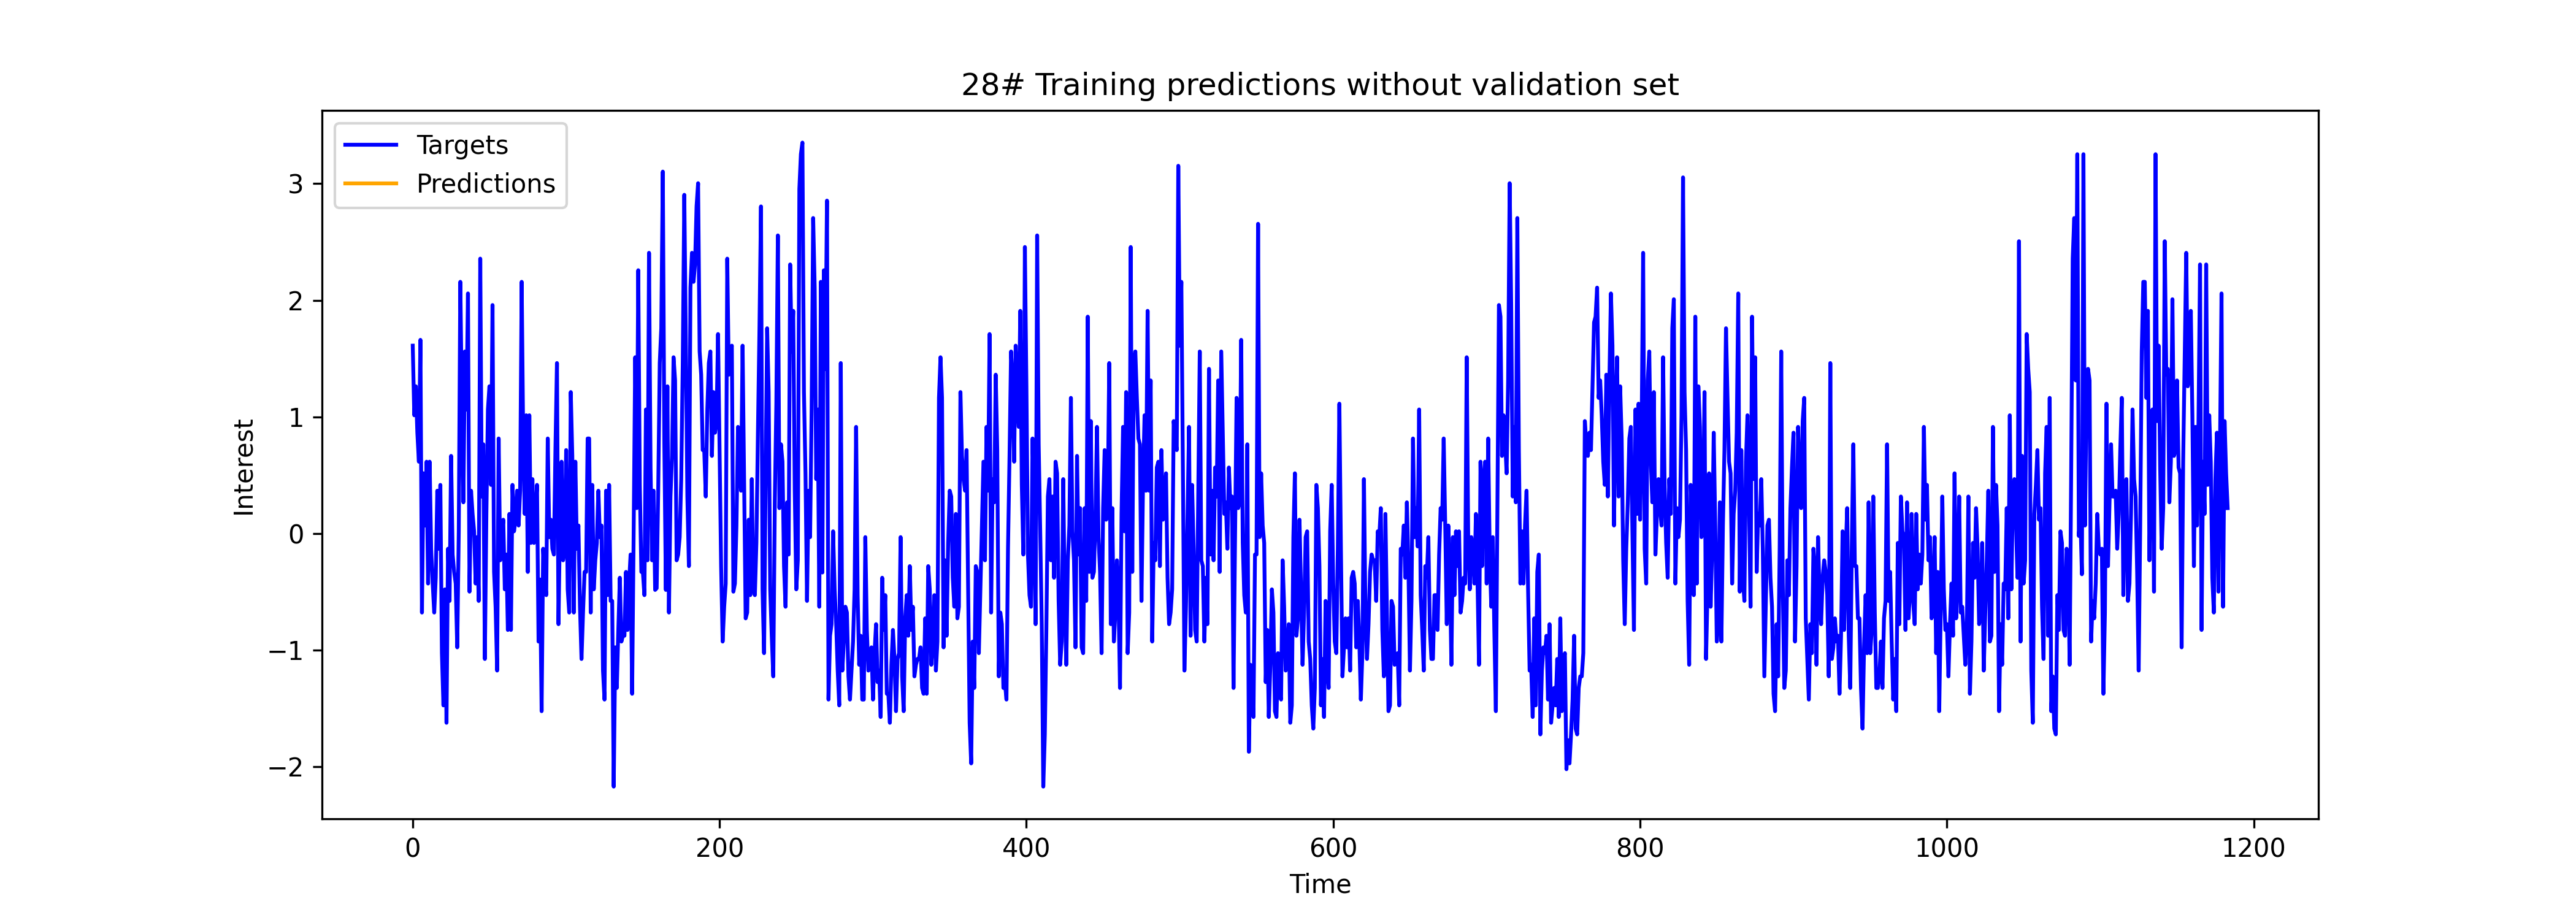 28# Training predictions without validation set
Targets
Predictions
3
2
1
0
−1
−2
Interest
0 200 400 600 800 1000 1200
Time